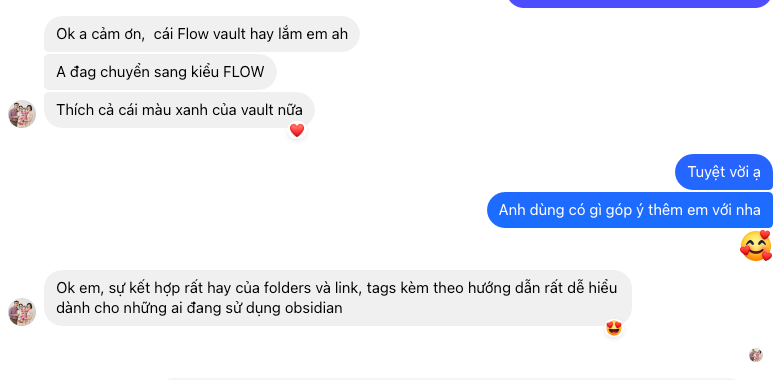 Ok a cảm ơn, cái Flow vault hay lắm em ah
A đag chuyển sang kiểu FLOW
Thích cả cái màu xanh của vault nữa
Tuyệt vời ạ
Anh dùng có gì góp ý thêm em với nha
Ok em, sự kết hợp rất hay của folders và link, tags kèm theo hướng dẫn rất dễ hiểu
dành cho những ai đang sử dụng obsidian